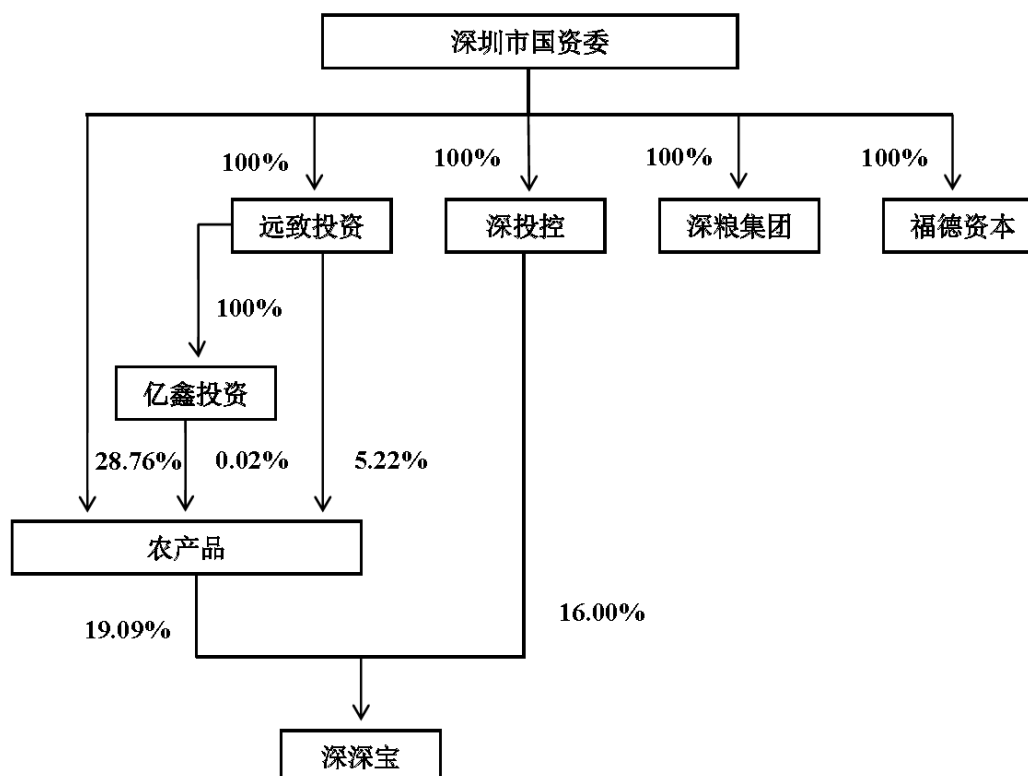 深圳市国资委
100%
100%
100%
100%
远致投资
深投控
深粮集团
福德资本
100%
亿鑫投资
28.76%
0.02%
5.22%
农产品
19.09%
16.00%
深深宝